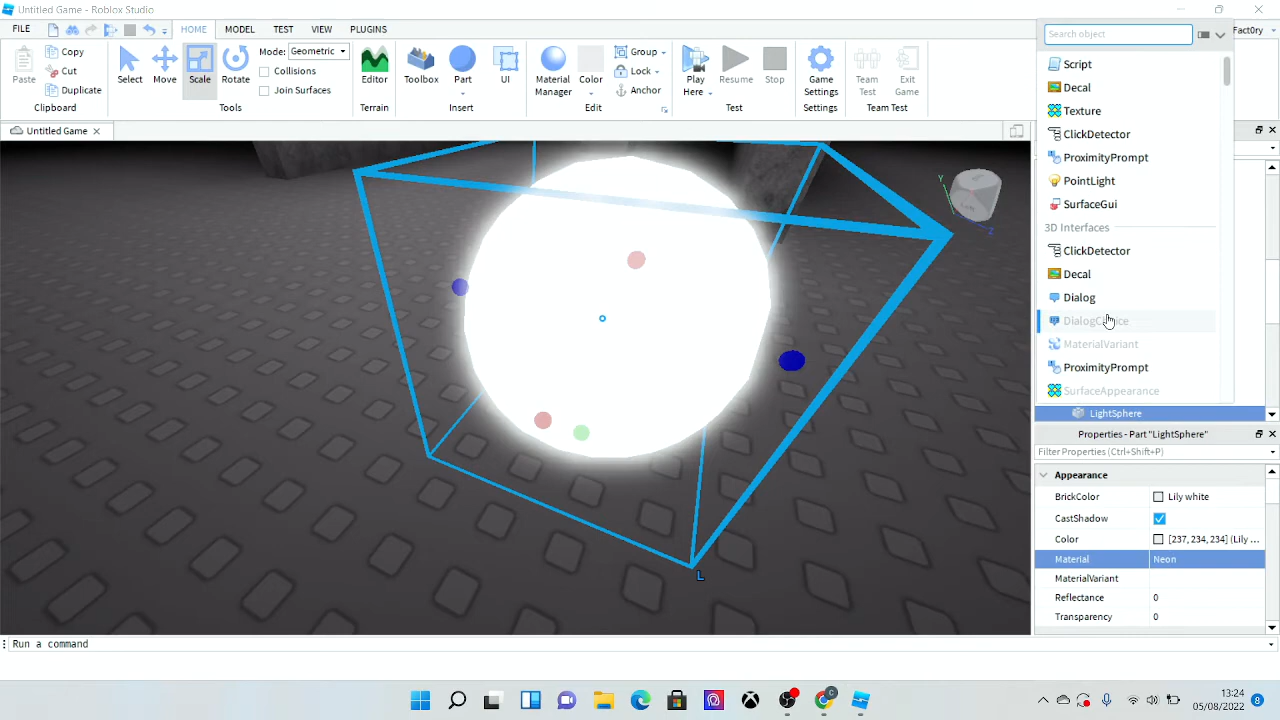 Untitled Game - Roblox Studio
FILE
HOME
MODEL
TEST
VIEW
PLUGINS
Fact0ry
Paste
Copy
Cut
Duplicate
Clipboard
Select
Move
Scale
Rotate
Mode: Geometric
Collisions
Join Surfaces
Tools
Editor
Terrain
Toolbox
Part
UI
Insert
Material Manager
Color
Group
Lock
Anchor
Edit
Play Here
Resume
Stop
Test
Game Settings
Settings
Team Test
Exit Game
Team Test
Untitled Game
Search object
Script
Decal
Texture
ClickDetector
ProximityPrompt
PointLight
SurfaceGui
3D Interfaces
ClickDetector
Decal
Dialog
DialogChoice
MaterialVariant
ProximityPrompt
SurfaceAppearance
LightSphere
Y
Z
L
Properties - Part "LightSphere"
Filter Properties (Ctrl+Shift+P)
Appearance
BrickColor Lily white
CastShadow
Color [237, 234, 234] (Lily ...
Material Neon
MaterialVariant
Reflectance 0
Transparency 0
Run a command
13:24
05/08/2022
8